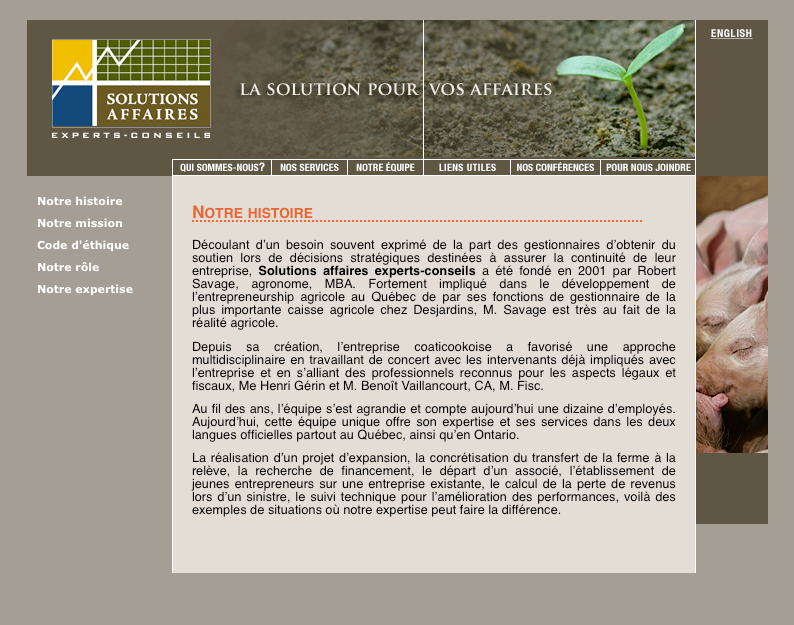 ENGLISH
SOLUTIONS
AFFAIRES
EXPERTS-CONSEILS
LA SOLUTION POUR VOS AFFAIRES
QUI SOMMES-NOUS? NOS SERVICES NOTRE ÉQUIPE LIENS UTILES NOS CONFÉRENCES POUR NOUS JOINDRE
Notre histoire
Notre mission
Code d'éthique
Notre rôle
Notre expertise
NOTRE HISTOIRE
Découlant d’un besoin souvent exprimé de la part des gestionnaires d’obtenir du
soutien lors de décisions stratégiques destinées à assurer la continuité de leur
entreprise, Solutions affaires experts-conseils a été fondé en 2001 par Robert
Savage, agronome, MBA. Fortement impliqué dans le développement de
l’entrepreneurship agricole au Québec de par ses fonctions de gestionnaire de la
plus importante caisse agricole chez Desjardins, M. Savage est très au fait de la
réalité agricole.
Depuis sa création, l’entreprise coaticookoise a favorisé une approche
multidisciplinaire en travaillant de concert avec les intervenants déjà impliqués avec
l’entreprise et en s’alliant des professionnels reconnus pour les aspects légaux et
fiscaux, Me Henri Gérin et M. Benoît Vaillancourt, CA, M. Fisc.
Au fil des ans, l’équipe s’est agrandie et compte aujourd’hui une dizaine d’employés.
Aujourd’hui, cette équipe unique offre son expertise et ses services dans les deux
langues officielles partout au Québec, ainsi qu’en Ontario.
La réalisation d’un projet d’expansion, la concrétisation du transfert de la ferme à la
relève, la recherche de financement, le départ d’un associé, l’établissement de
jeunes entrepreneurs sur une entreprise existante, le calcul de la perte de revenus
lors d’un sinistre, le suivi technique pour l’amélioration des performances, voilà des
exemples de situations où notre expertise peut faire la différence.